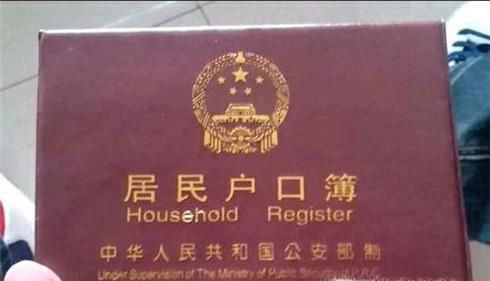 居民户口簿
Household Register
中华人民共和国公安部制
Under Supervision of The Ministry of Public Security of P.R.C